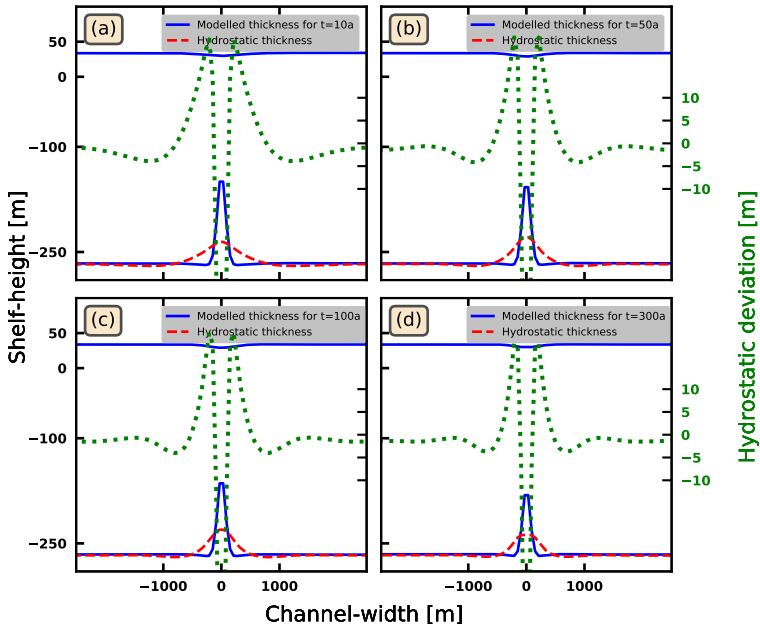 (a)
Modelled thickness for t=10a
Hydrostatic thickness
(b)
Modelled thickness for t=50a
Hydrostatic thickness
50
0
−100
−250
10
5
0
−5
−10
(c)
Modelled thickness for t=100a
Hydrostatic thickness
(d)
Modelled thickness for t=300a
Hydrostatic thickness
50
0
−100
−250
10
5
0
−5
−10
−1000
0
1000
−1000
0
1000
Shelf-height [m]
Hydrostatic deviation [m]
Channel-width [m]